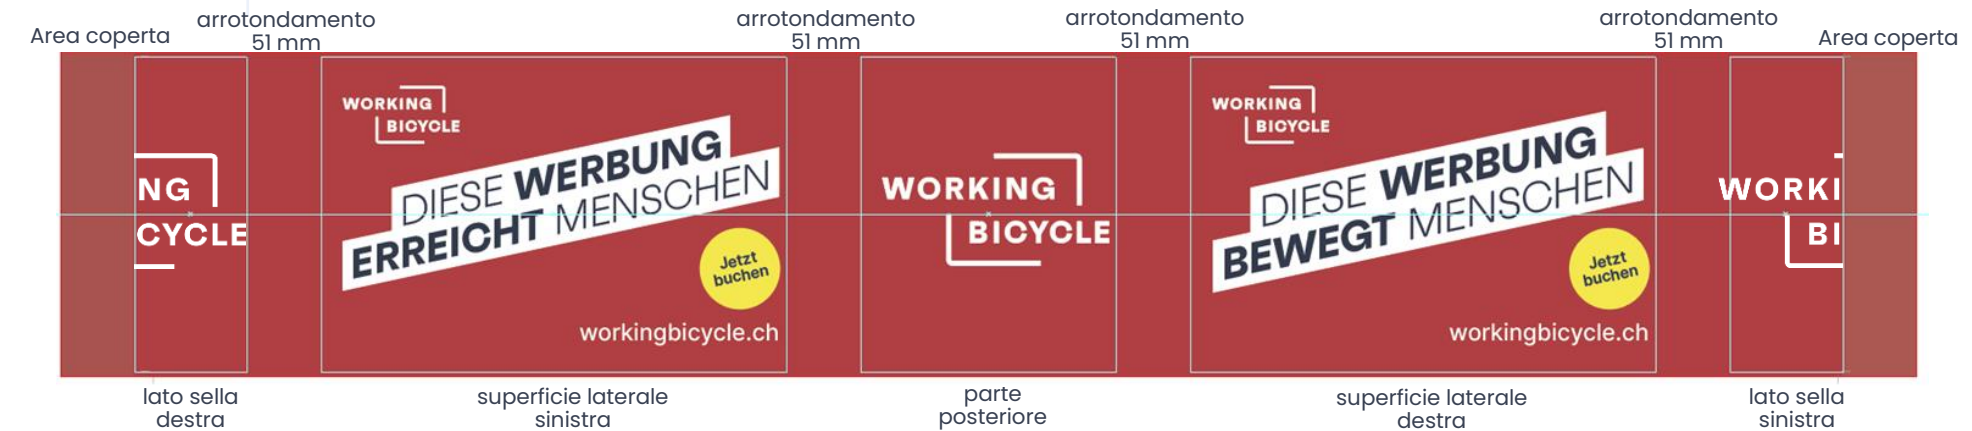 Area coperta
arrotondamento
51 mm
arrotondamento
51 mm
arrotondamento
51 mm
arrotondamento
51 mm
Area coperta
NG
CYCLE
WORKING
BICYCLE
DIESE WERBUNG
ERREICHT MENSCHEN
Jetzt
buchen
workingbicycle.ch
WORKING
BICYCLE
WORKING
BICYCLE
DIESE WERBUNG
BEWEGT MENSCHEN
Jetzt
buchen
workingbicycle.ch
WORKI
BI
lato sella
destra
superficie laterale
sinistra
parte
posteriore
superficie laterale
destra
lato sella
sinistra